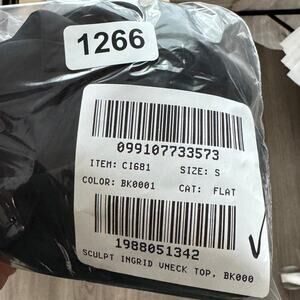 1266
099107733573
ITEM: CI681 SIZE: S
COLOR: BK0001 CAT: FLAT
1988051342
SCULPT INGRID VNECK TOP, BK000